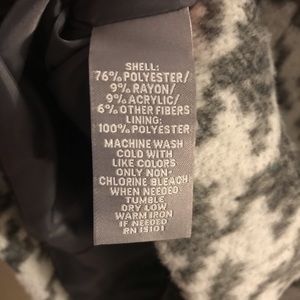 SHELL:
76% POLYESTER/
9% RAYON/
9% ACRYLIC/
6% OTHER FIBERS
LINING:
100% POLYESTER
MACHINE WASH
COLD WITH
LIKE COLORS
ONLY NON-
CHLORINE BLEACH
WHEN NEEDED
TUMBLE
DRY LOW
WARM IRON
IF NEEDED
RN 15101